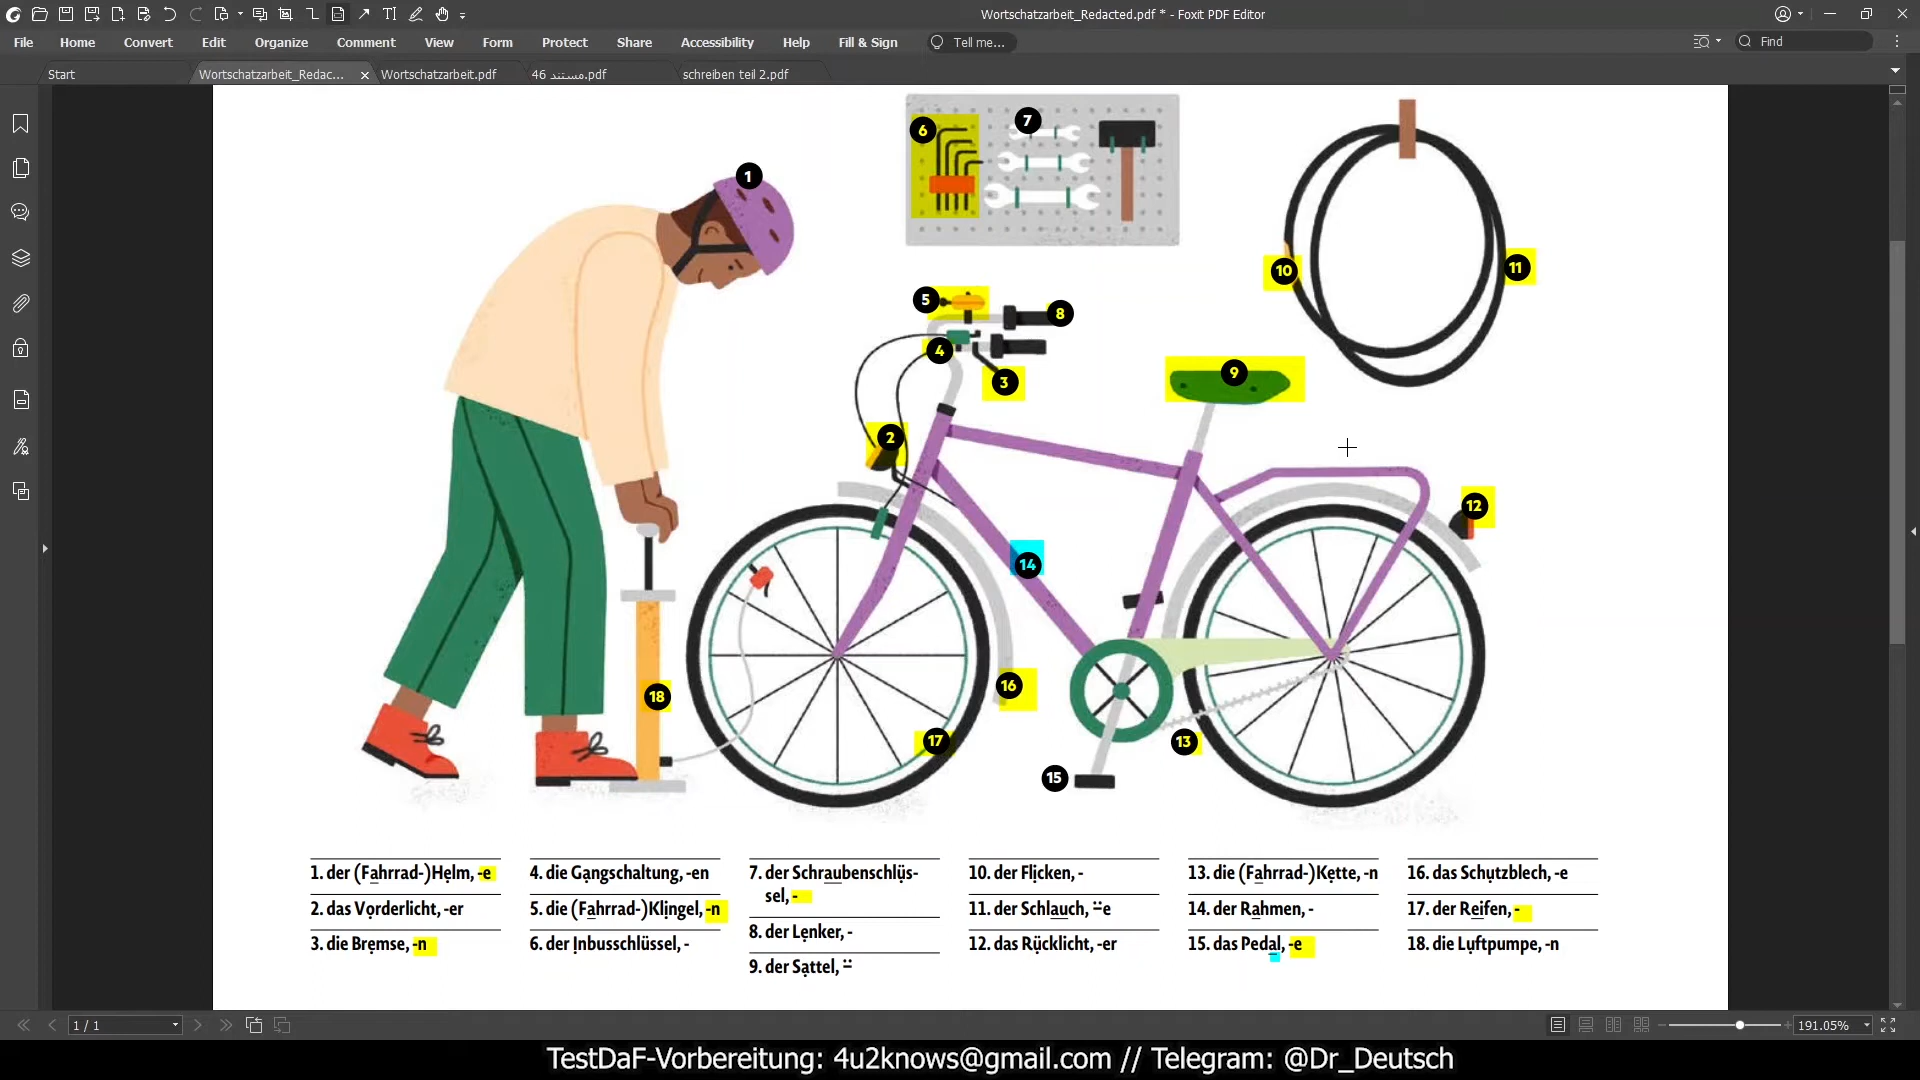 Wortschatzarbeit_Redacted.pdf * - Foxit PDF Editor
File Home Convert Edit Organize Comment View Form Protect Share Accessibility Help Fill & Sign Tell me... Find
Start Wortschatzarbeit_Redac... Wortschatzarbeit.pdf مستند 46.pdf schreiben teil 2.pdf
6
7
1
10
11
5
8
4
3
9
2
12
14
16
18
17
13
15
1. der (Fahrrad-)Helm, -e
2. das Vorderlicht, -er
3. die Bremse, -n
4. die Gangschaltung, -en
5. die (Fahrrad-)Klingel, -n
6. der Inbusschlüssel, -
7. der Schraubenschlüs-
sel, -
8. der Lenker, -
9. der Sattel, ¨
10. der Flicken, -
11. der Schlauch, ¨e
12. das Rücklicht, -er
13. die (Fahrrad-)Kette, -n
14. der Rahmen, -
15. das Pedal, -e
16. das Schutzblech, -e
17. der Reifen, -
18. die Luftpumpe, -n
1 / 1
191.05%
TestDaF-Vorbereitung: 4u2knows@gmail.com // Telegram: @Dr_Deutsch